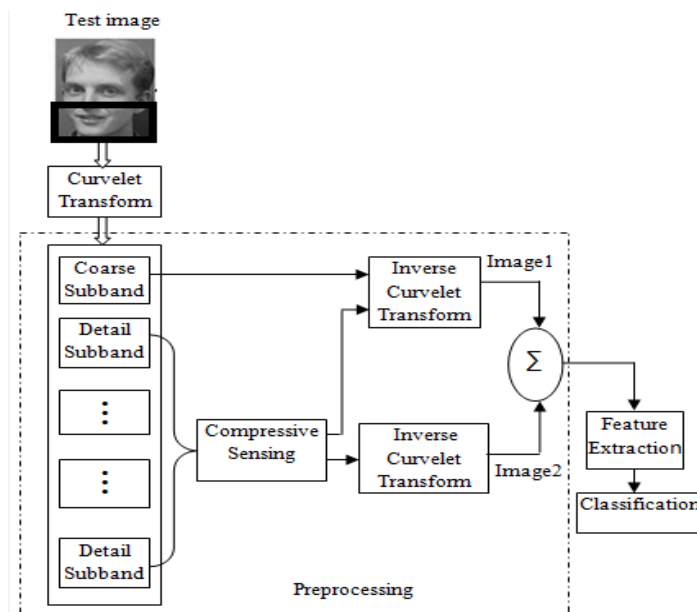 Test image
Curvelet
Transform
Coarse
Subband
Detail
Subband
⋮
⋮
Detail
Subband
Compressive
Sensing
Inverse
Curvelet
Transform
Image1
Inverse
Curvelet
Transform
Image2
Σ
Feature
Extraction
Classification
Preprocessing